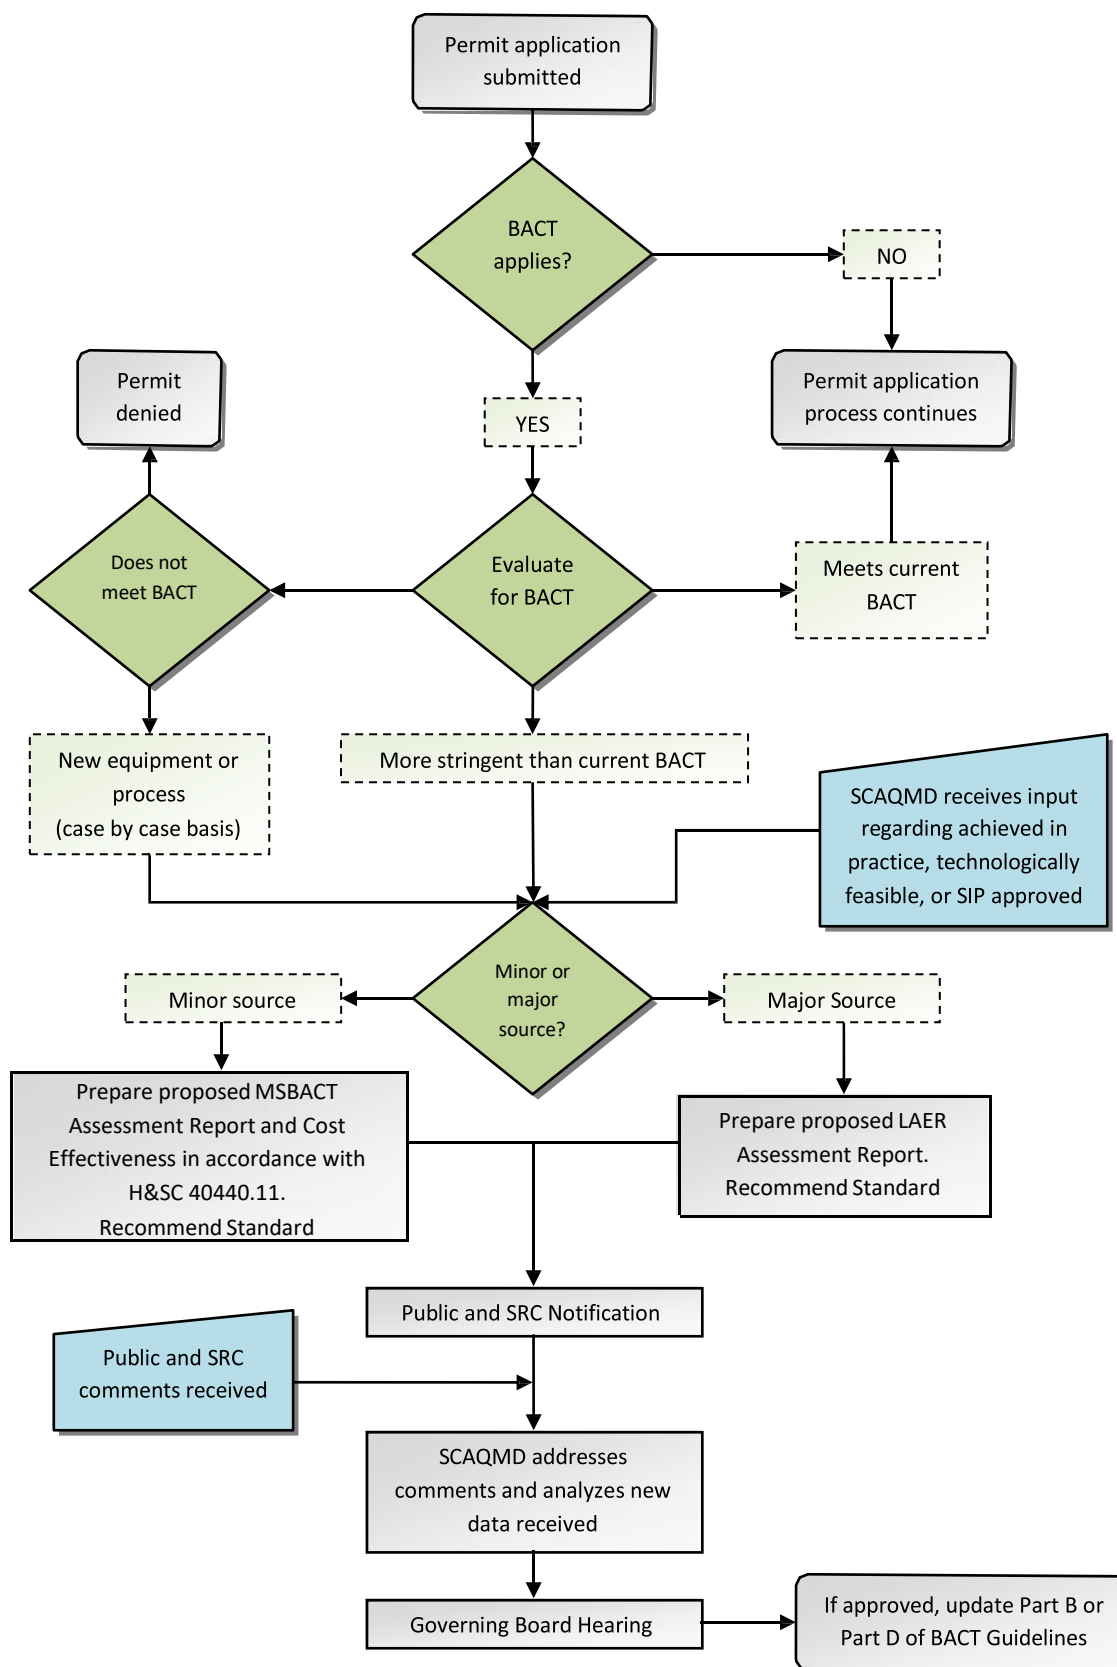 Permit application
submitted
BACT
applies?
NO
Permit
denied
Permit application
process continues
YES
Does not
meet BACT
Evaluate
for BACT
Meets current
BACT
New equipment or
process
(case by case basis)
More stringent than current BACT
SCAQMD receives input
regarding achieved in
practice, technologically
feasible, or SIP approved
Minor or
major
source?
Minor source
Major Source
Prepare proposed MSBACT
Assessment Report and Cost
Effectiveness in accordance with
H&SC 40440.11.
Recommend Standard
Prepare proposed LAER
Assessment Report.
Recommend Standard
Public and SRC Notification
Public and SRC
comments received
SCAQMD addresses
comments and analyzes new
data received
Governing Board Hearing
If approved, update Part B or
Part D of BACT Guidelines